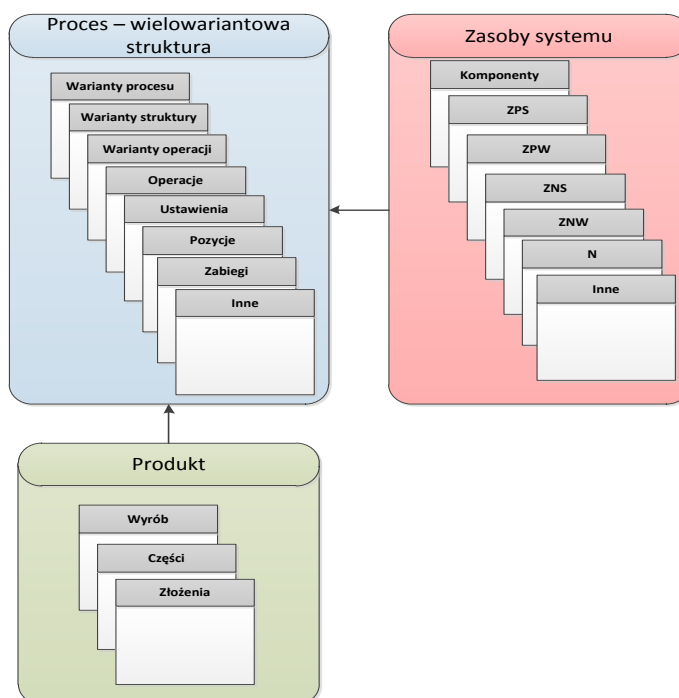 Proces – wielowariantowa
struktura
Warianty procesu
Warianty struktury
Warianty operacji
Operacje
Ustawienia
Pozycje
Zabiegi
Inne
Zasoby systemu
Komponenty
ZPS
ZPW
ZNS
ZNW
N
Inne
Produkt
Wyrób
Części
Złożenia